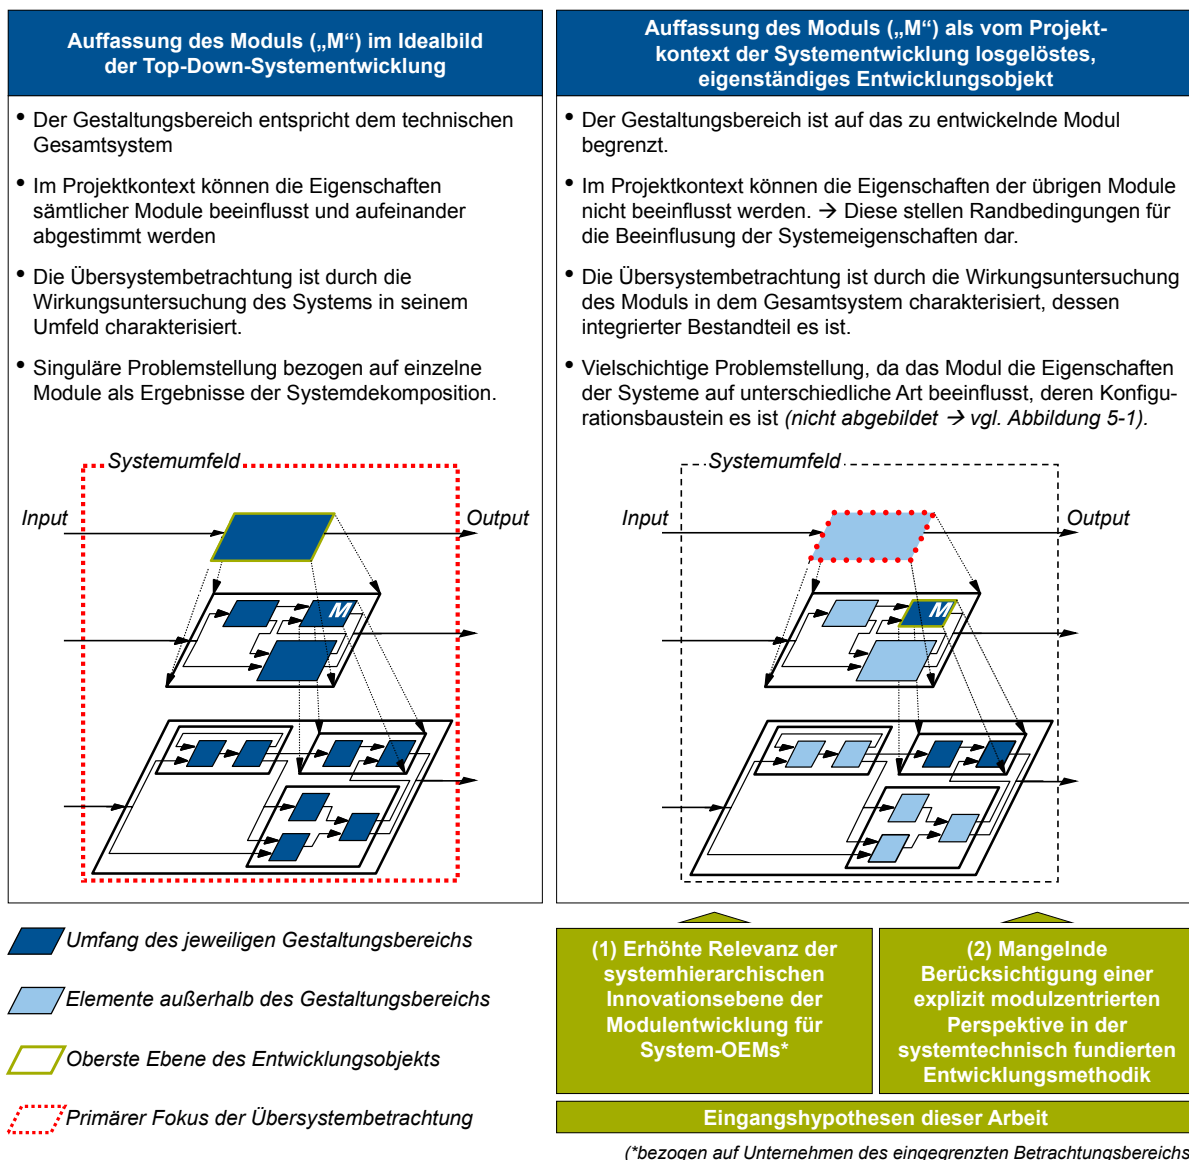 Auffassung des Moduls („M“) im Idealbild
der Top-Down-Systementwicklung
• Der Gestaltungsbereich entspricht dem technischen
Gesamtsystem
• Im Projektkontext können die Eigenschaften
sämtlicher Module beeinflusst und aufeinander
abgestimmt werden
• Die Übersystembetrachtung ist durch die
Wirkungsuntersuchung des Systems in seinem
Umfeld charakterisiert.
• Singuläre Problemstellung bezogen auf einzelne
Module als Ergebnisse der Systemdekomposition.
Systemumfeld
Input
Output
M
Auffassung des Moduls („M“) als vom Projekt-
kontext der Systementwicklung losgelöstes,
eigenständiges Entwicklungsobjekt
• Der Gestaltungsbereich ist auf das zu entwickelnde Modul
begrenzt.
• Im Projektkontext können die Eigenschaften der übrigen Module
nicht beeinflusst werden. → Diese stellen Randbedingungen für
die Beeinflusung der Systemeigenschaften dar.
• Die Übersystembetrachtung ist durch die Wirkungsuntersuchung
des Moduls in dem Gesamtsystem charakterisiert, dessen
integrierter Bestandteil es ist.
• Vielschichtige Problemstellung, da das Modul die Eigenschaften
der Systeme auf unterschiedliche Art beeinflusst, deren Konfigu-
rationsbaustein es ist (nicht abgebildet → vgl. Abbildung 5-1).
Systemumfeld
Input
Output
M
Umfang des jeweiligen Gestaltungsbereichs
Elemente außerhalb des Gestaltungsbereichs
Oberste Ebene des Entwicklungsobjekts
Primärer Fokus der Übersystembetrachtung
(1) Erhöhte Relevanz der
systemhierarchischen
Innovationsebene der
Modulentwicklung für
System-OEMs*
(2) Mangelnde
Berücksichtigung einer
explizit modulzentrierten
Perspektive in der
systemtechnisch fundierten
Entwicklungsmethodik
Eingangshypothesen dieser Arbeit
(*bezogen auf Unternehmen des eingegrenzten Betrachtungsbereichs